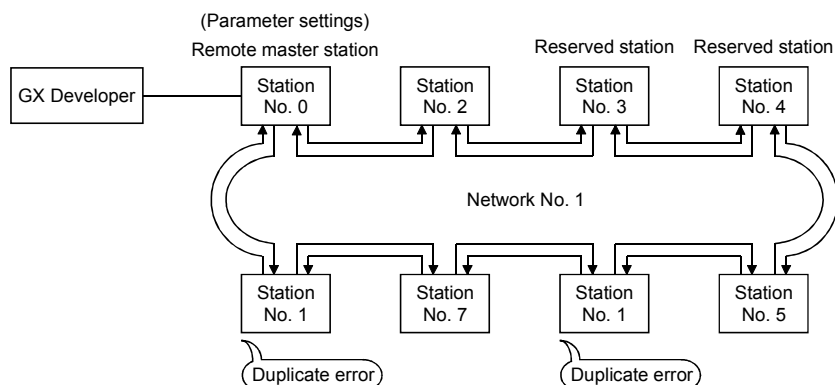 (Parameter settings)
Remote master station
Reserved station
Reserved station
GX Developer
Station
No. 0
Station
No. 2
Station
No. 3
Station
No. 4
Network No. 1
Station
No. 1
Station
No. 7
Station
No. 1
Station
No. 5
Duplicate error
Duplicate error